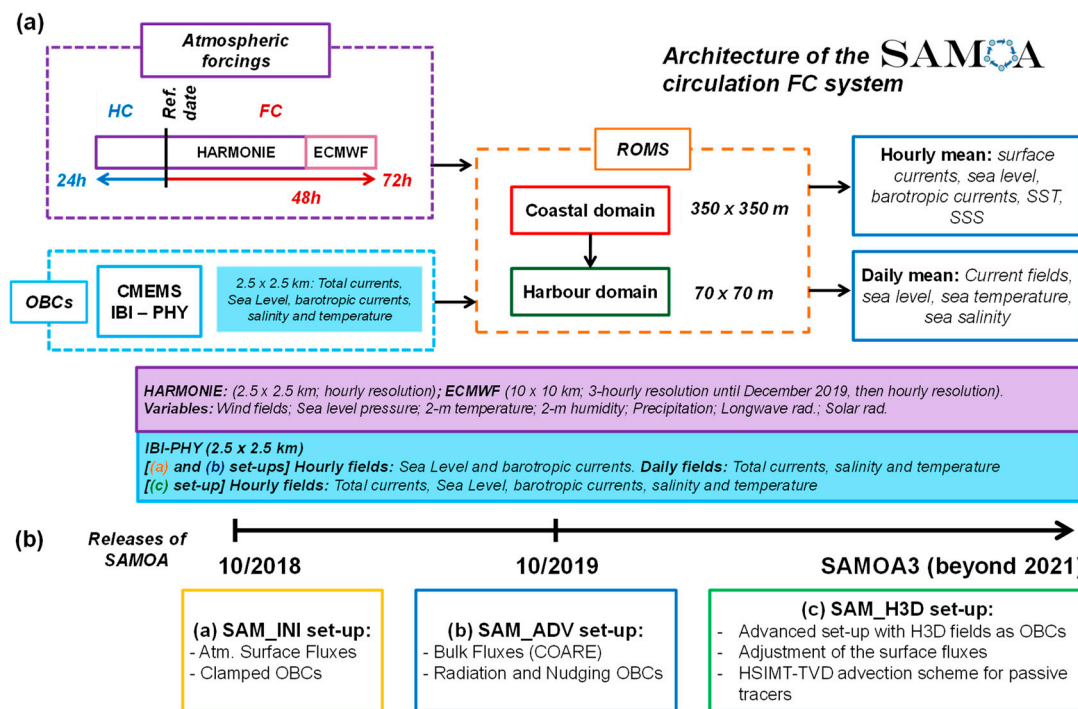 (a)
Atmospheric
forcings
HC
Ref.
date
FC
HARMONIE
ECMWF
24h
48h
72h
Architecture of the SAMOA
circulation FC system
OBCs
CMEMS
IBI – PHY
2.5 x 2.5 km: Total currents,
Sea Level, barotropic currents,
salinity and temperature
ROMS
Coastal domain
350 x 350 m
Harbour domain
70 x 70 m
Hourly mean: surface
currents, sea level,
barotropic currents, SST,
SSS
Daily mean: Current fields,
sea level, sea temperature,
sea salinity
HARMONIE: (2.5 x 2.5 km; hourly resolution); ECMWF (10 x 10 km; 3-hourly resolution until December 2019, then hourly resolution).
Variables: Wind fields; Sea level pressure; 2-m temperature; 2-m humidity; Precipitation; Longwave rad.; Solar rad.
IBI-PHY (2.5 x 2.5 km)
[(a) and (b) set-ups] Hourly fields: Sea Level and barotropic currents. Daily fields: Total currents, salinity and temperature
[(c) set-up] Hourly fields: Total currents, Sea Level, barotropic currents, salinity and temperature
(b)
Releases of
SAMOA
10/2018
10/2019
SAMOA3 (beyond 2021)
(a) SAM_INI set-up:
- Atm. Surface Fluxes
- Clamped OBCs
(b) SAM_ADV set-up:
- Bulk Fluxes (COARE)
- Radiation and Nudging OBCs
(c) SAM_H3D set-up:
- Advanced set-up with H3D fields as OBCs
- Adjustment of the surface fluxes
- HSIMT-TVD advection scheme for passive
tracers